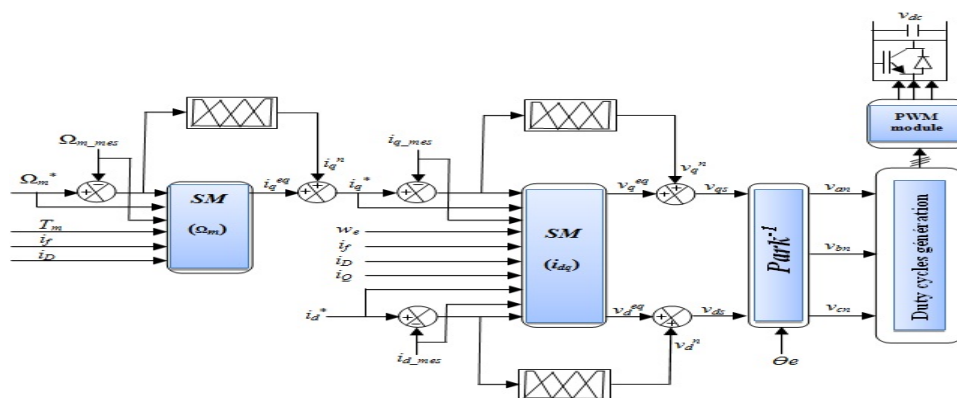 v_dc
PWM
module
Ω_m_mes
Ω_m*
SM
(Ω_m)
T_m
i_f
i_D
i_q^eq
i_q^n
i_q*
i_q_mes
w_e
i_f
i_D
i_Q
i_d*
i_d_mes
SM
(i_dq)
v_q^eq
v_q^n
v_qs
v_d^eq
v_d^n
v_ds
Park⁻¹
ϴe
v_an
v_bn
v_cn
Duty cycles génération